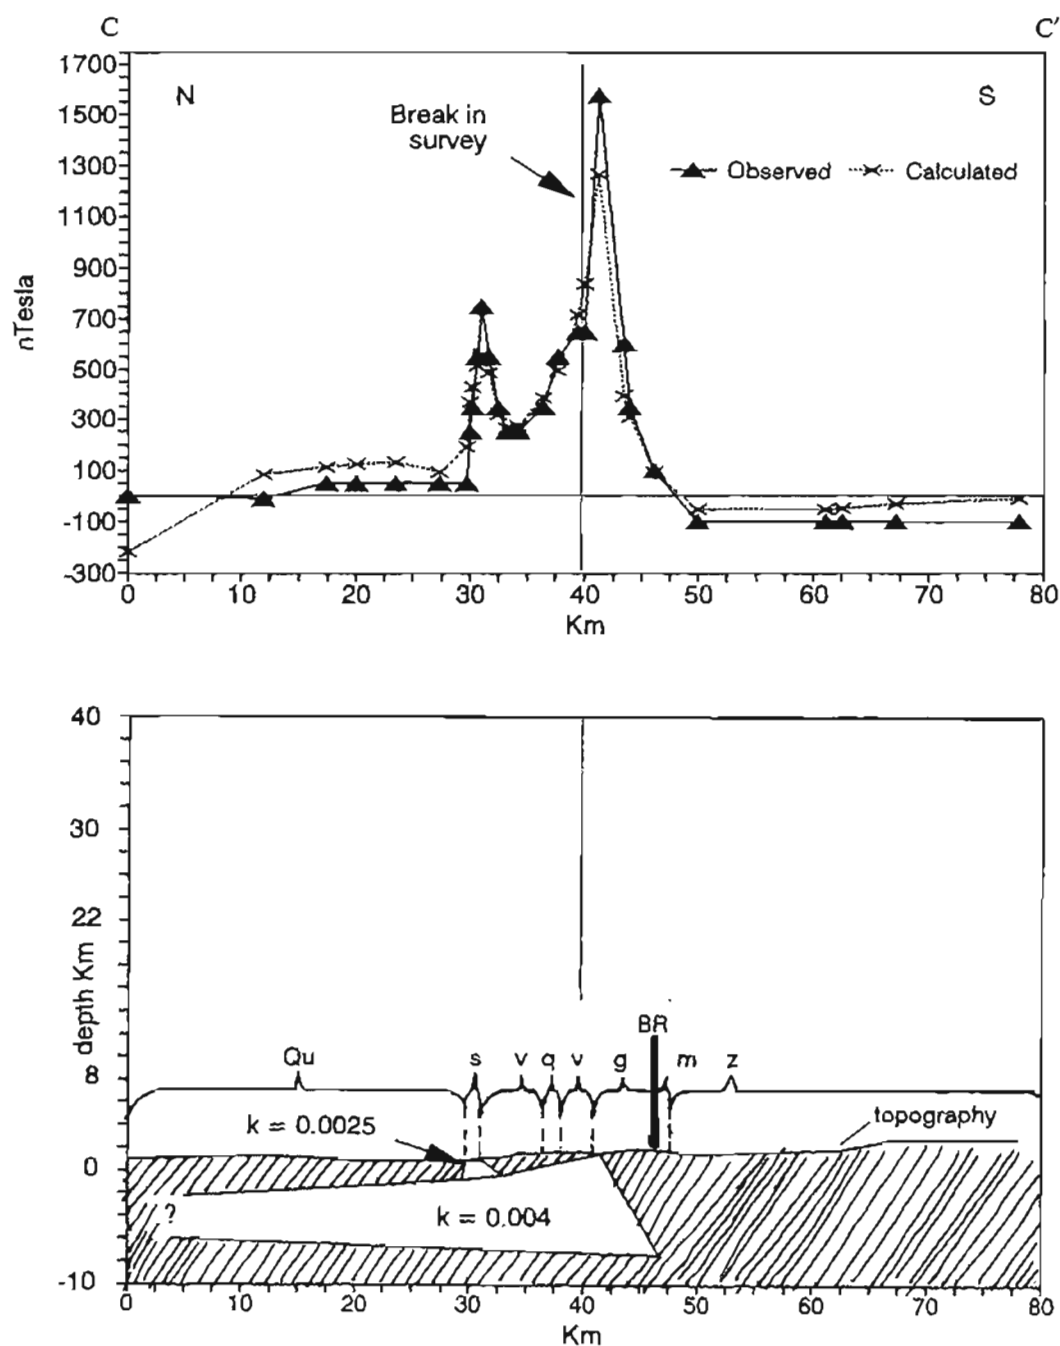 C C'
1700
N S
Break in
survey
1500
1300
Observed Calculated
1100
900
nTesla
700
500
300
100
-100
-300
0 10 20 30 40 50 60 70 80
Km
40
30
22
depth Km
BR
8
Qu s v q v g m z
k = 0.0025
topography
0
?
k = 0.004
-10
0 10 20 30 40 50 60 70 80
Km